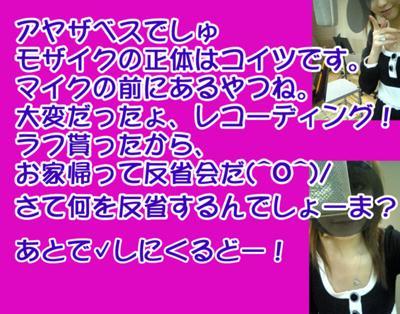 アヤザベスでしゅ
モザイクの正体はコイツです。
マイクの前にあるやつね。
大変だったょ、レコーディング！
ラフ貰ったから、
お家帰って反省会だ(⌒O⌒)/
さて何を反省するんでしょーま？
あとで✓しにくるどー！